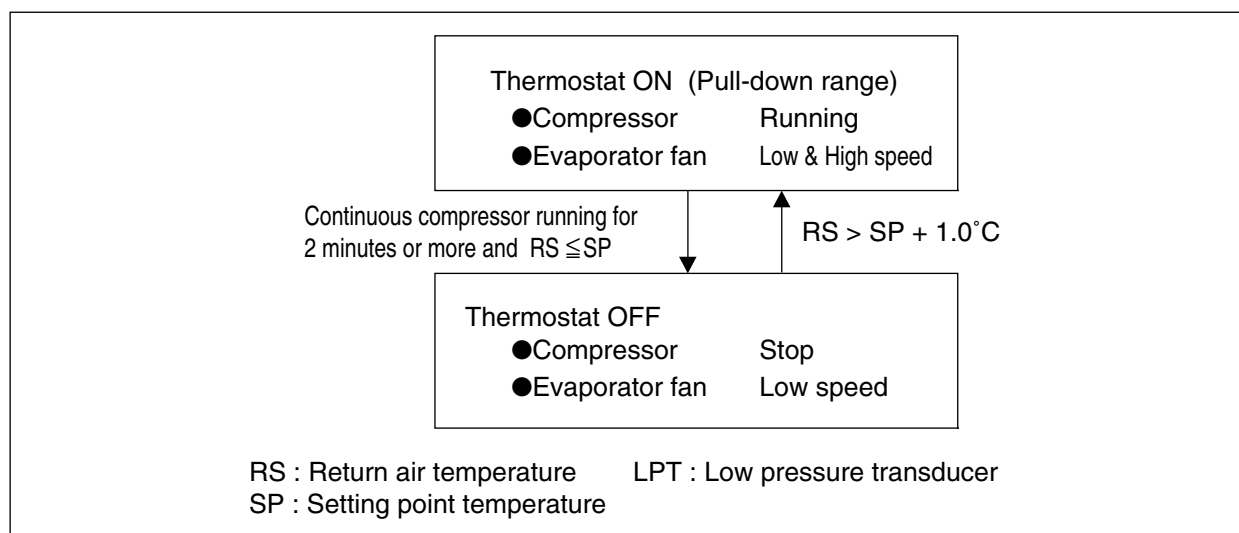 Thermostat ON (Pull-down range)
●Compressor Running
●Evaporator fan Low & High speed
Continuous compressor running for
2 minutes or more and RS ≦SP
RS > SP + 1.0˚C
Thermostat OFF
●Compressor Stop
●Evaporator fan Low speed
RS : Return air temperature LPT : Low pressure transducer
SP : Setting point temperature